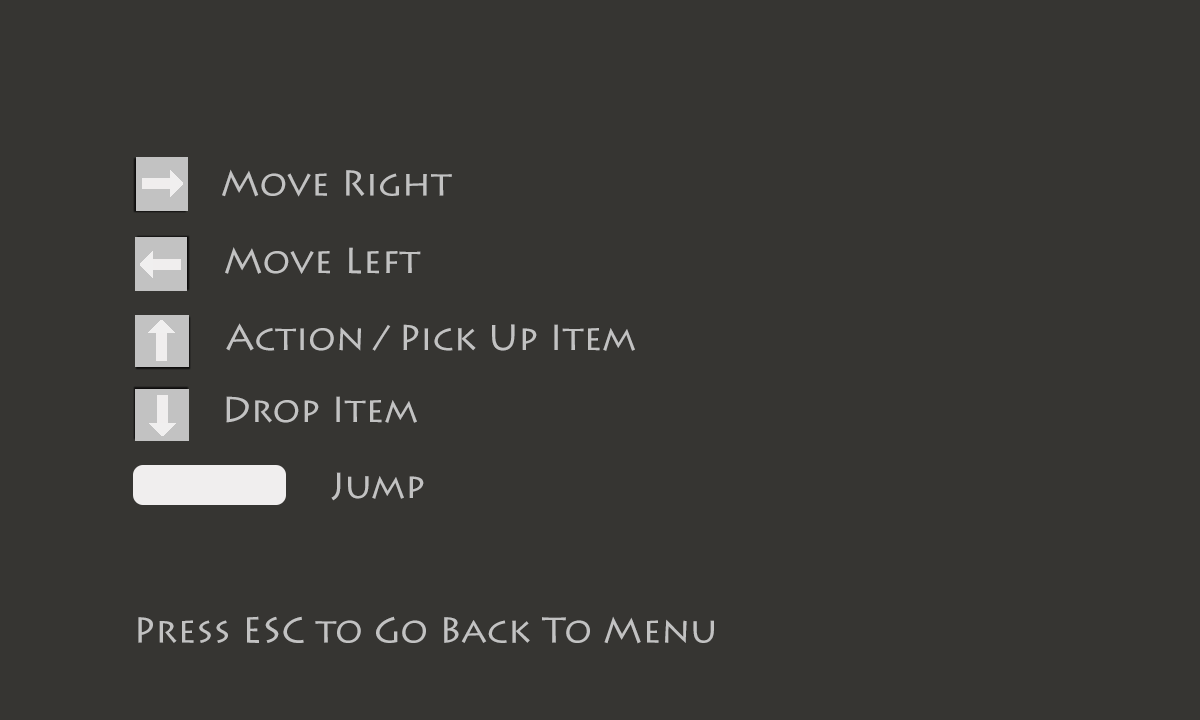 Move Right
Move Left
Action / Pick Up Item
Drop Item
Jump
Press ESC to Go Back To Menu